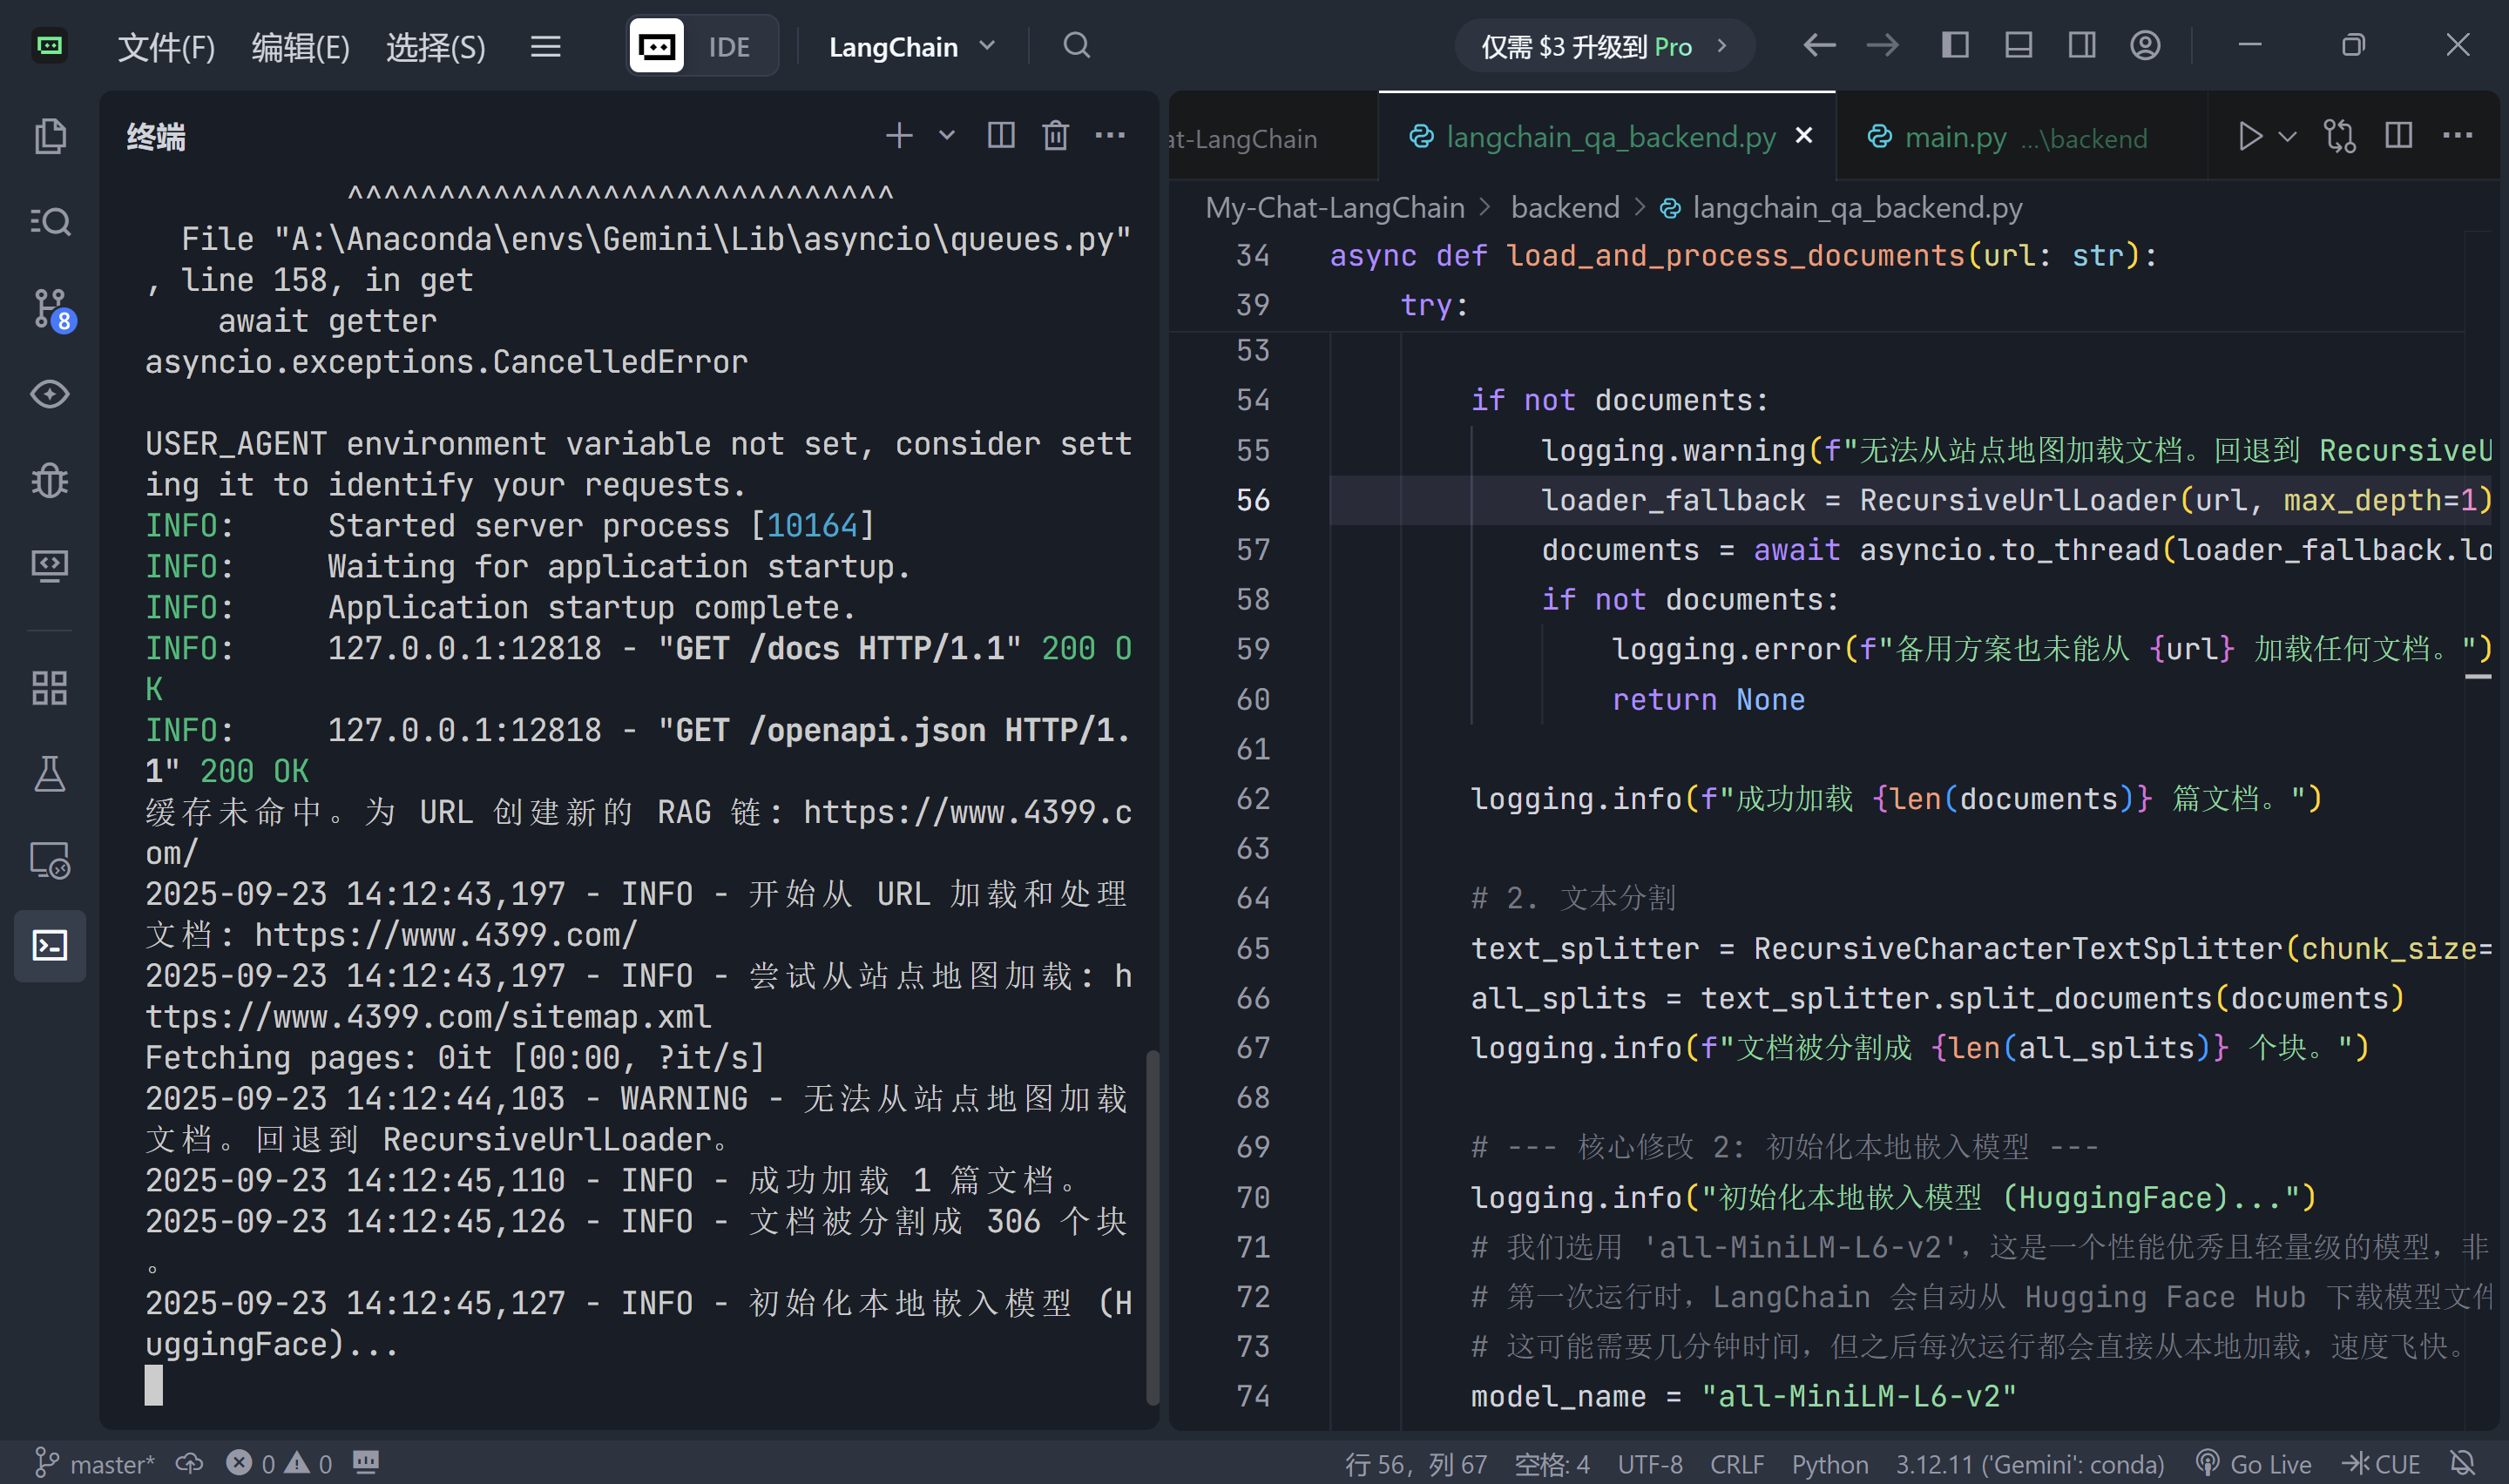 文件(F) 编辑(E) 选择(S) IDE LangChain 仅需 $3 升级到 Pro
终端
^^^^^^^^^^^^^^^^^^^^^^^^^^^^^^
File "A:\Anaconda\envs\Gemini\Lib\asyncio\queues.py"
, line 158, in get
await getter
asyncio.exceptions.CancelledError
USER_AGENT environment variable not set, consider sett
ing it to identify your requests.
INFO: Started server process [10164]
INFO: Waiting for application startup.
INFO: Application startup complete.
INFO: 127.0.0.1:12818 - "GET /docs HTTP/1.1" 200 O
K
INFO: 127.0.0.1:12818 - "GET /openapi.json HTTP/1.
1" 200 OK
缓存未命中。为 URL 创建新的 RAG 链: https://www.4399.c
om/
2025-09-23 14:12:43,197 - INFO - 开始从 URL 加载和处理
文档: https://www.4399.com/
2025-09-23 14:12:43,197 - INFO - 尝试从站点地图加载: h
ttps://www.4399.com/sitemap.xml
Fetching pages: 0it [00:00, ?it/s]
2025-09-23 14:12:44,103 - WARNING - 无法从站点地图加载
文档。回退到 RecursiveUrlLoader。
2025-09-23 14:12:45,110 - INFO - 成功加载 1 篇文档。
2025-09-23 14:12:45,126 - INFO - 文档被分割成 306 个块
。
2025-09-23 14:12:45,127 - INFO - 初始化本地嵌入模型 (H
uggingFace)...
at-LangChain langchain_qa_backend.py main.py ...\backend
My-Chat-LangChain > backend > langchain_qa_backend.py
34 async def load_and_process_documents(url: str):
39 try:
53
54 if not documents:
55 logging.warning(f"无法从站点地图加载文档。回退到 RecursiveU
56 loader_fallback = RecursiveUrlLoader(url, max_depth=1)
57 documents = await asyncio.to_thread(loader_fallback.lo
58 if not documents:
59 logging.error(f"备用方案也未能从 {url} 加载任何文档。")
60 return None
61
62 logging.info(f"成功加载 {len(documents)} 篇文档。")
63
64 # 2. 文本分割
65 text_splitter = RecursiveCharacterTextSplitter(chunk_size=
66 all_splits = text_splitter.split_documents(documents)
67 logging.info(f"文档被分割成 {len(all_splits)} 个块。")
68
69 # --- 核心修改 2: 初始化本地嵌入模型 ---
70 logging.info("初始化本地嵌入模型 (HuggingFace)...")
71 # 我们选用 'all-MiniLM-L6-v2'，这是一个性能优秀且轻量级的模型，非
72 # 第一次运行时，LangChain 会自动从 Hugging Face Hub 下载模型文件
73 # 这可能需要几分钟时间，但之后每次运行都会直接从本地加载，速度飞快。
74 model_name = "all-MiniLM-L6-v2"
8
master* 0 0 行 56，列 67 空格: 4 UTF-8 CRLF Python 3.12.11 ('Gemini': conda) Go Live CUE